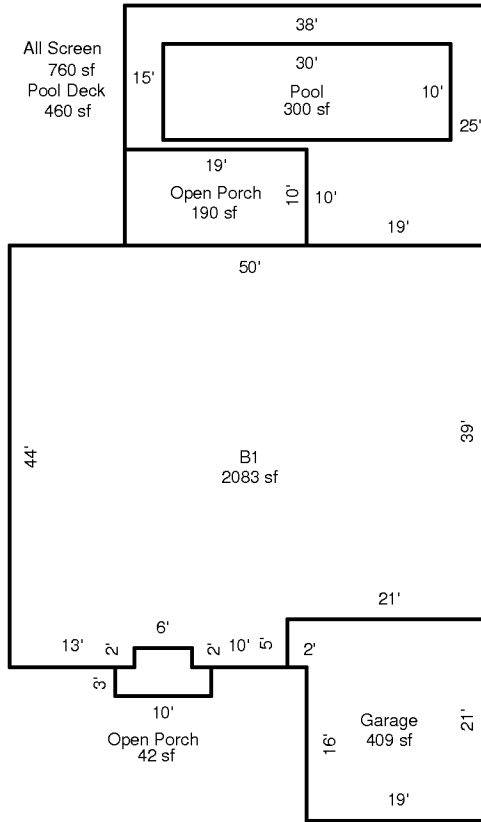 38'
All Screen
760 sf
Pool Deck
460 sf
15'
30'
Pool
300 sf
10'
25'
19'
Open Porch
190 sf
10'
10'
19'
50'
44'
39'
B1
2083 sf
21'
13'
2'
6'
2'
10'
5'
2'
3'
10'
Open Porch
42 sf
16'
Garage
409 sf
21'
19'